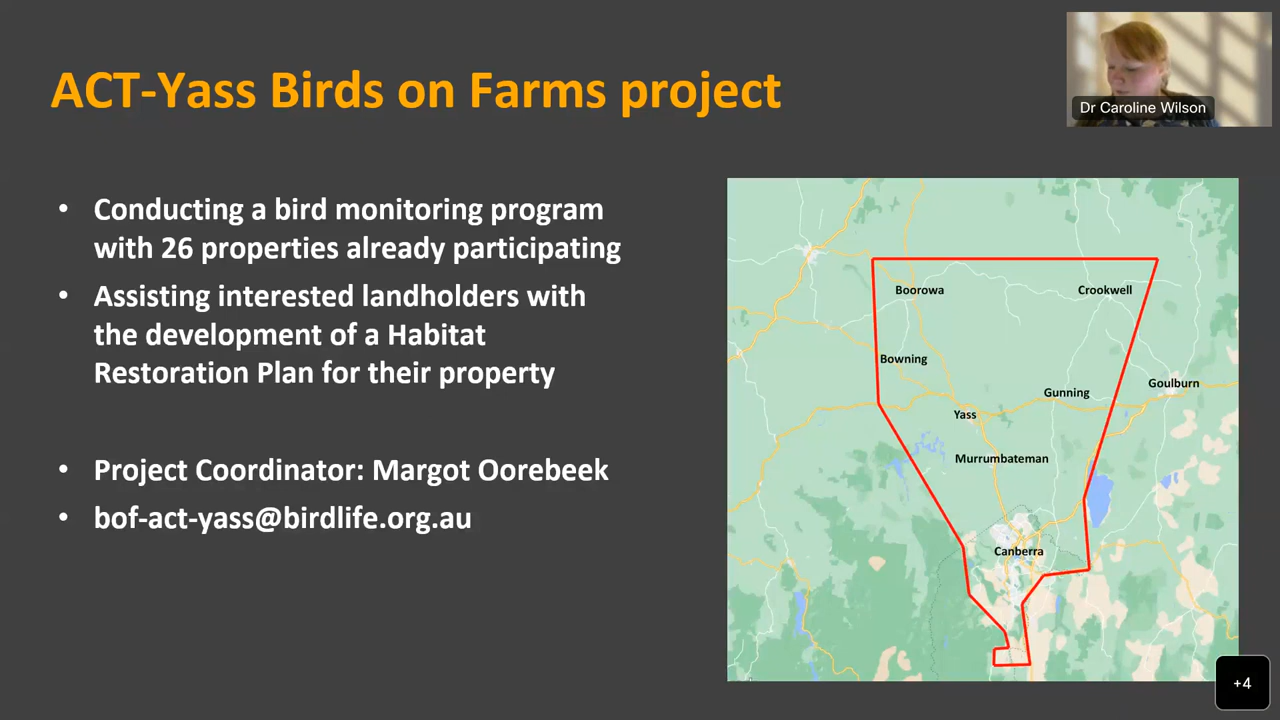 ACT-Yass Birds on Farms project
Dr Caroline Wilson
• Conducting a bird monitoring program
with 26 properties already participating
• Assisting interested landholders with
the development of a Habitat
Restoration Plan for their property
• Project Coordinator: Margot Oorebeek
• bof-act-yass@birdlife.org.au
Boorowa
Crookwell
Bowning
Goulburn
Gunning
Yass
Murrumbateman
Canberra
+4